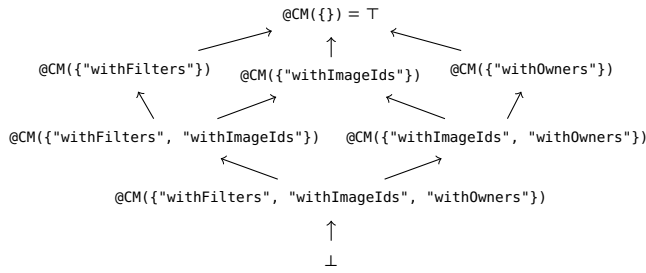 @CM({}) = ⊤
@CM({"withFilters"}) @CM({"withImageIds"}) @CM({"withOwners"})
@CM({"withFilters", "withImageIds"}) @CM({"withImageIds", "withOwners"})
@CM({"withFilters", "withImageIds", "withOwners"})
⊥